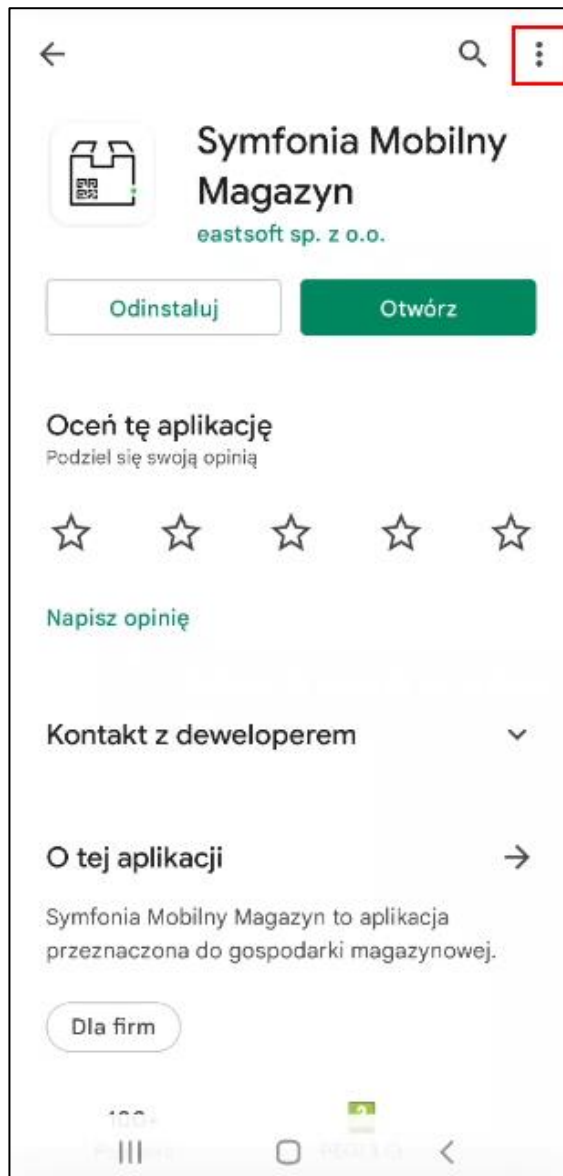 Symfonia Mobilny
Magazyn
eastsoft sp. z o.o.
Odinstaluj
Otwórz
Oceń tę aplikację
Podziel się swoją opinią
Napisz opinię
Kontakt z deweloperem
O tej aplikacji
Symfonia Mobilny Magazyn to aplikacja
przeznaczona do gospodarki magazynowej.
Dla firm